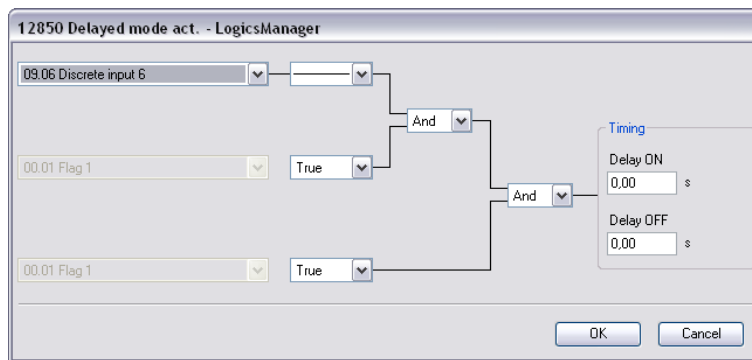 12850 Delayed mode act. - LogicsManager
09.06 Discrete input 6
And
Timing
Delay ON
00.01 Flag 1
True
0,00 s
And
Delay OFF
0,00 s
00.01 Flag 1
True
OK
Cancel